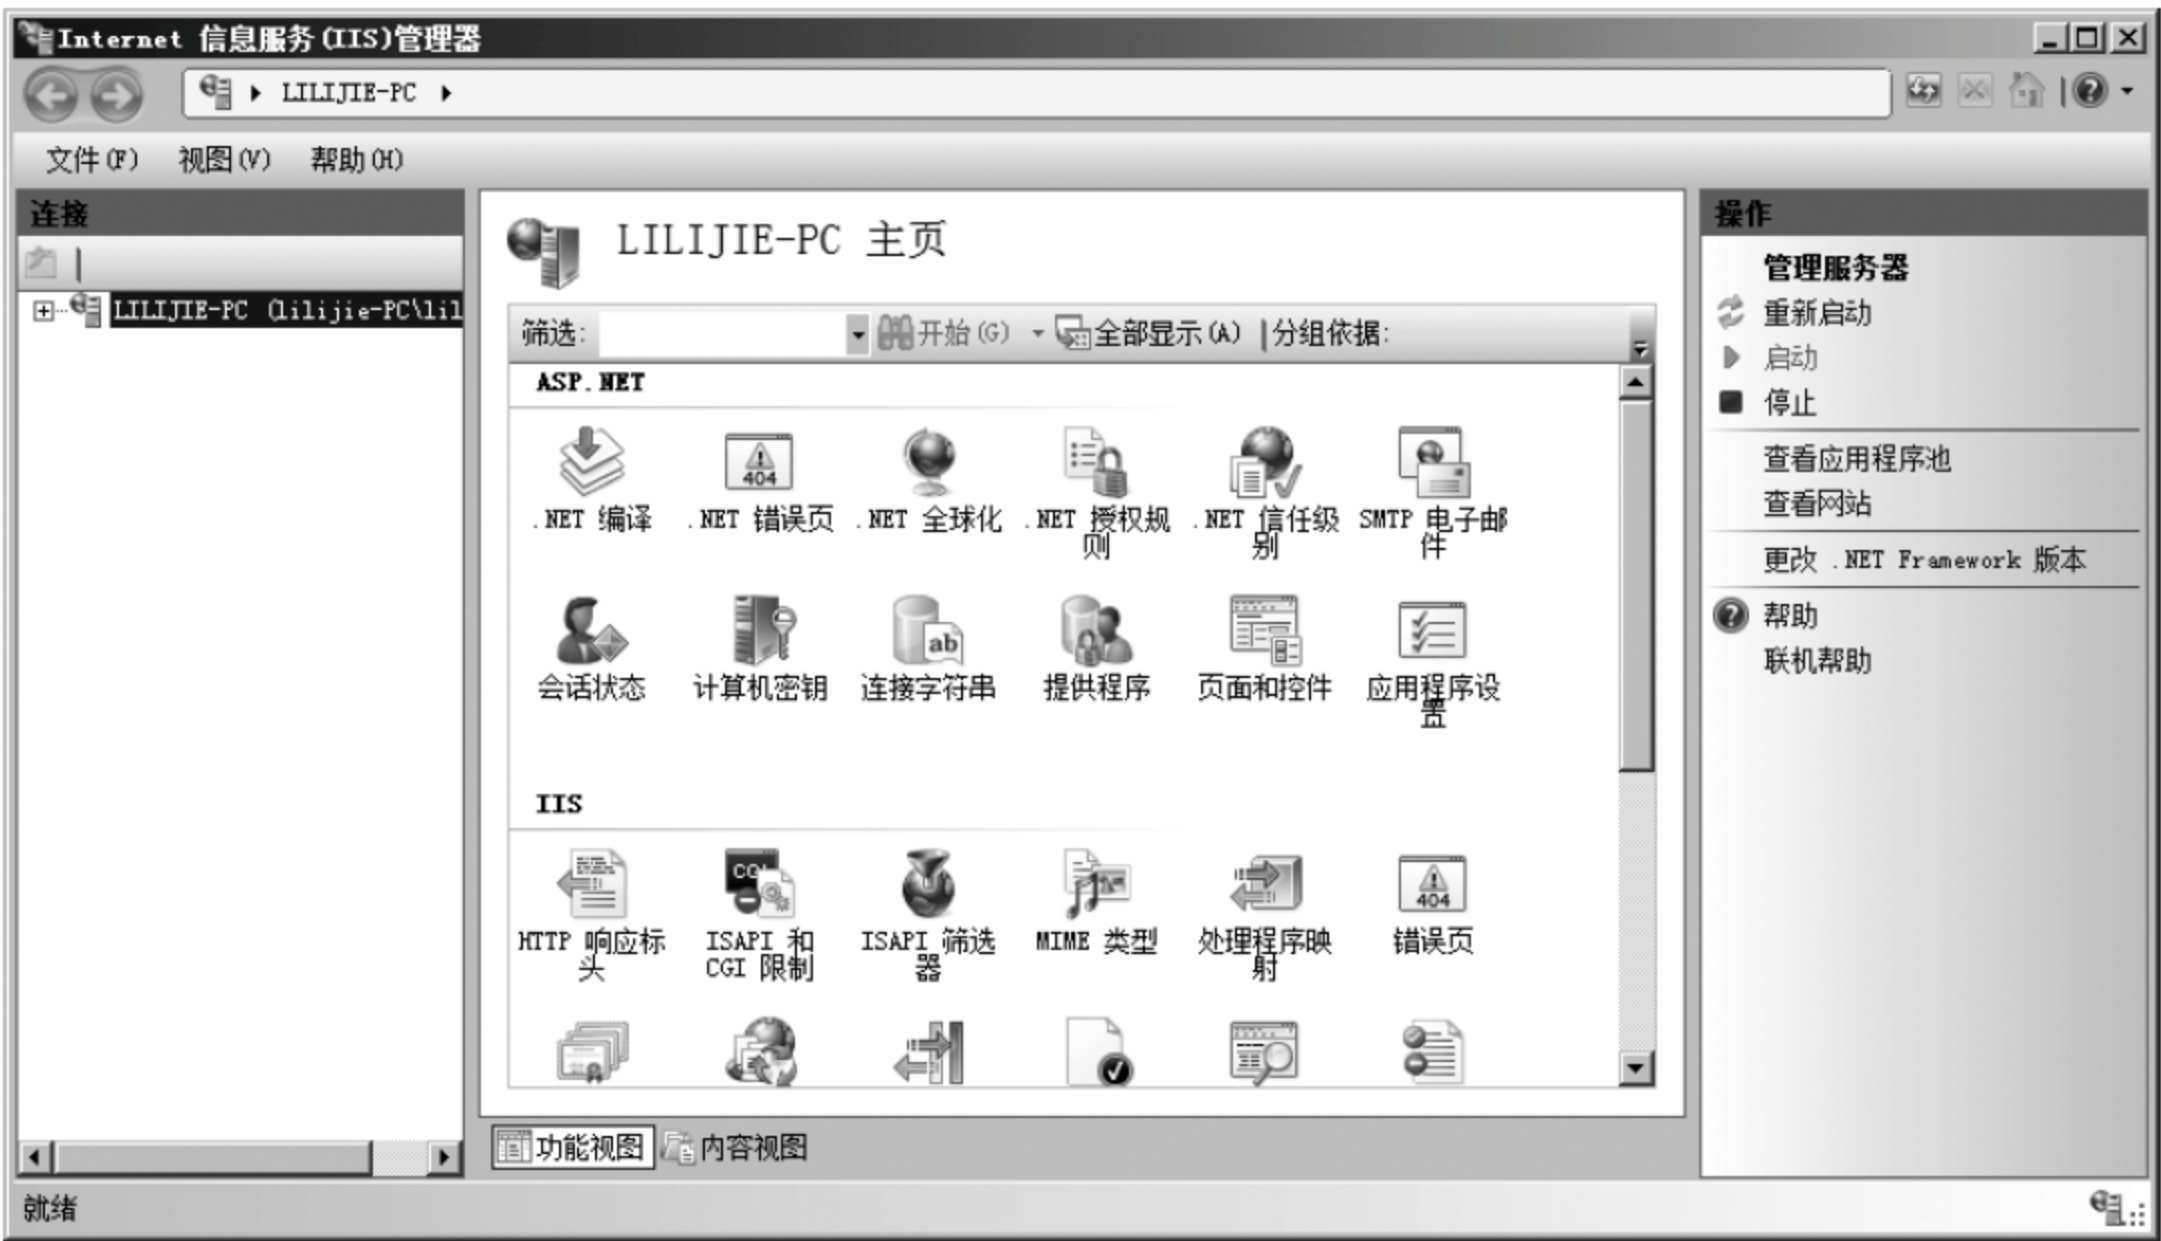 Internet 信息服务(IIS)管理器
LILIJIE-PC
文件(F) 视图(V) 帮助(H)
连接
LILIJIE-PC (lilijie-PC\lil
LILIJIE-PC 主页
筛选: 开始(G) 全部显示(A) 分组依据:
ASP.NET
.NET 编译
.NET 错误页
.NET 全球化
.NET 授权规
则
.NET 信任级
别
SMTP 电子邮
件
会话状态
计算机密钥
连接字符串
提供程序
页面和控件
应用程序设
置
IIS
HTTP 响应标
头
ISAPI 和
CGI 限制
ISAPI 筛选
器
MIME 类型
处理程序映
射
错误页
功能视图 内容视图
操作
管理服务器
重新启动
启动
停止
查看应用程序池
查看网站
更改 .NET Framework 版本
帮助
联机帮助
就绪